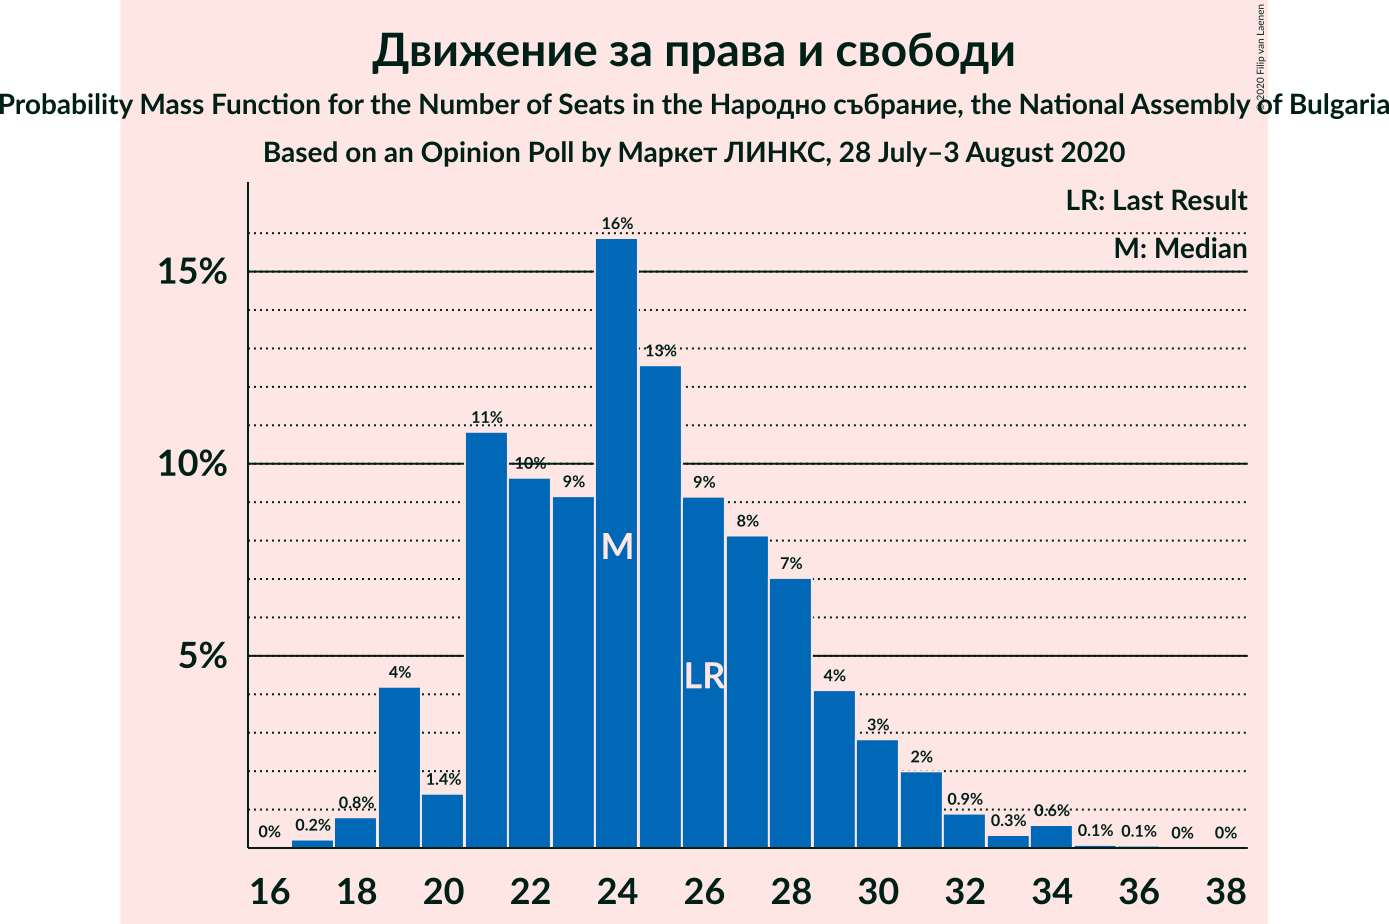 Движение за права и свободи
Probability Mass Function for the Number of Seats in the Народно събрание, the National Assembly of Bulgaria
Based on an Opinion Poll by Маркет ЛИНКС, 28 July–3 August 2020
© 2020 Filip van Laenen
LR: Last Result
M: Median
15%
10%
5%
0% 0.2% 0.8% 4% 1.4% 11% 10% 9% 16% 13% 9% 8% 7% 4% 3% 2% 0.9% 0.3% 0.6% 0.1% 0.1% 0% 0%
M
LR
16 18 20 22 24 26 28 30 32 34 36 38